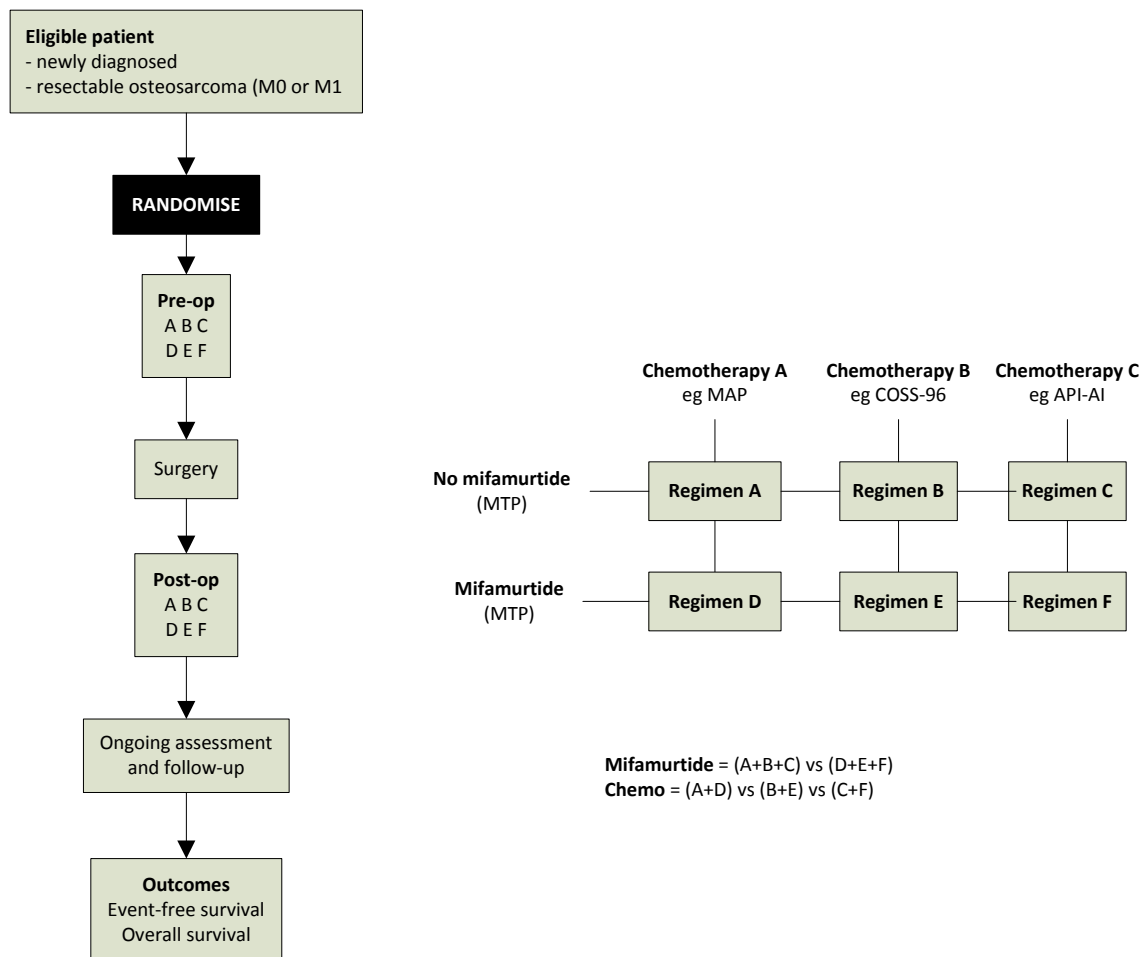 Eligible patient
- newly diagnosed
- resectable osteosarcoma (M0 or M1
RANDOMISE
Pre-op
A B C
D E F
Surgery
Post-op
A B C
D E F
Ongoing assessment
and follow-up
Outcomes
Event-free survival
Overall survival
Chemotherapy A
eg MAP
Chemotherapy B
eg COSS-96
Chemotherapy C
eg API-AI
No mifamurtide
(MTP)
Regimen A
Regimen B
Regimen C
Mifamurtide
(MTP)
Regimen D
Regimen E
Regimen F
Mifamurtide = (A+B+C) vs (D+E+F)
Chemo = (A+D) vs (B+E) vs (C+F)